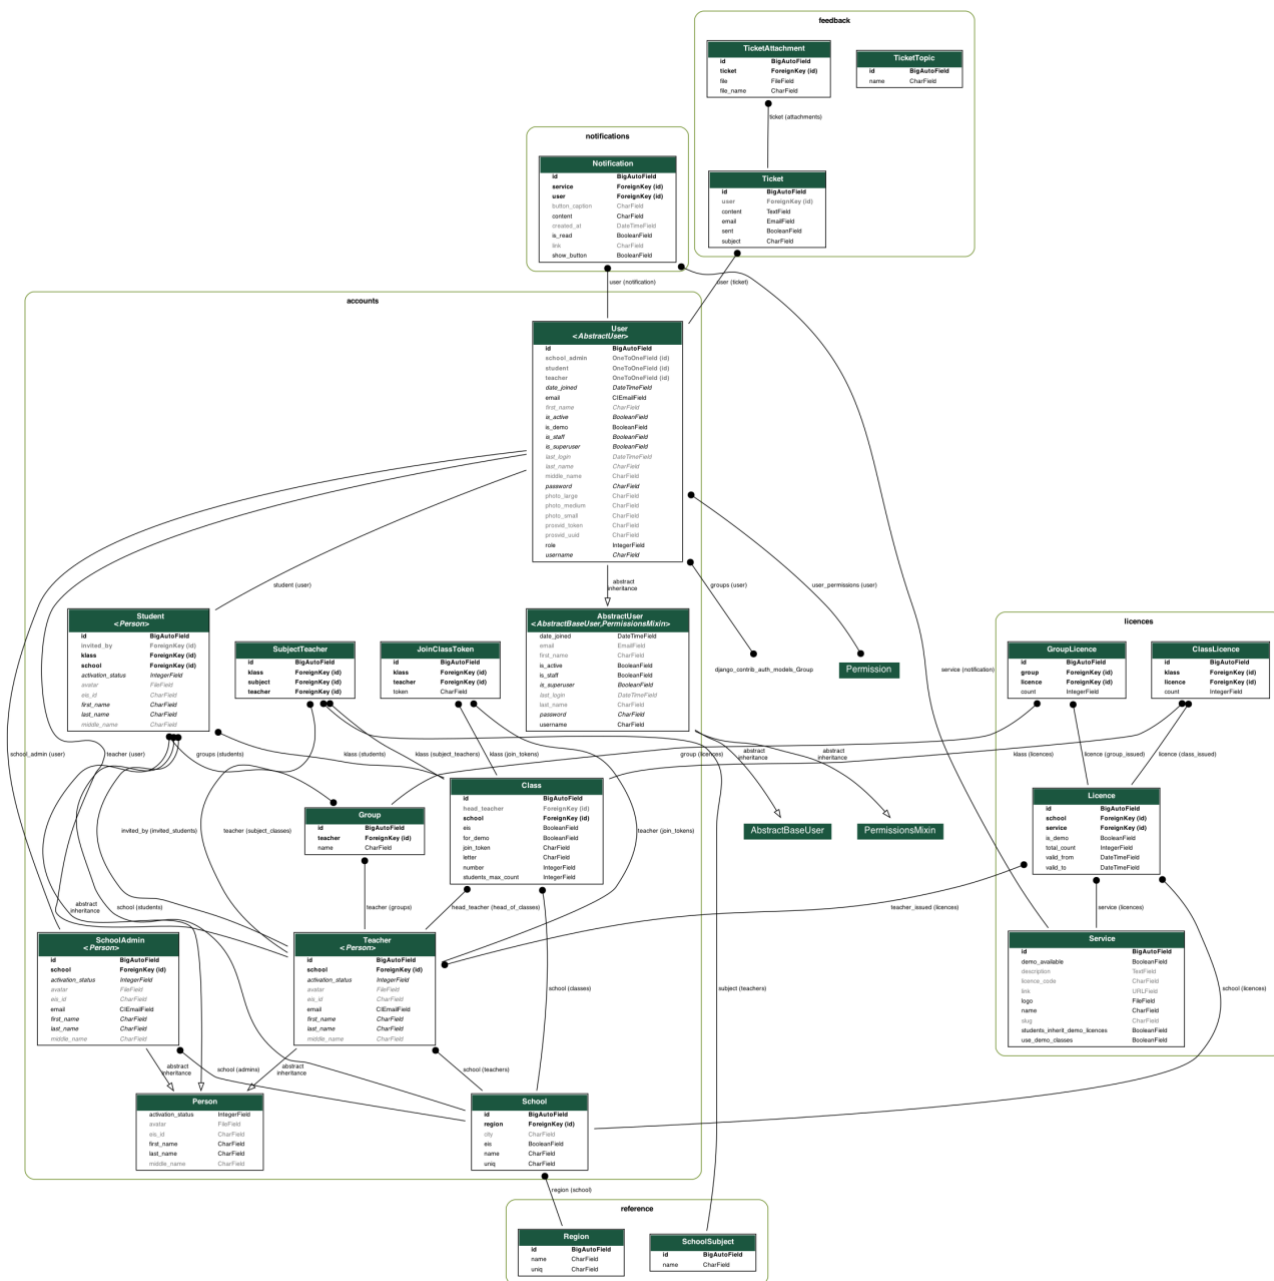 feedback
TicketAttachment
id BigAutoField
ticket ForeignKey (id)
file FileField
file_name CharField
TicketTopic
id BigAutoField
name CharField
ticket (attachments)
notifications
Notification
id BigAutoField
service ForeignKey (id)
user ForeignKey (id)
button_caption CharField
content CharField
created_at DateTimeField
is_read BooleanField
link CharField
show_button BooleanField
Ticket
id BigAutoField
user ForeignKey (id)
content TextField
email EmailField
sent BooleanField
subject CharField
user (notification)
user (ticket)
accounts
User
<AbstractUser>
id BigAutoField
school_admin OneToOneField (id)
student OneToOneField (id)
teacher OneToOneField (id)
date_joined DateTimeField
email CIEmailField
first_name CharField
is_active BooleanField
is_demo BooleanField
is_staff BooleanField
is_superuser BooleanField
last_login DateTimeField
last_name CharField
middle_name CharField
password CharField
photo_large CharField
photo_medium CharField
photo_small CharField
prosvid_token CharField
prosvid_uuid CharField
role IntegerField
username CharField
student (user)
abstract
inheritance
groups (user)
user_permissions (user)
Student
<Person>
id BigAutoField
invited_by ForeignKey (id)
klass ForeignKey (id)
school ForeignKey (id)
activation_status IntegerField
avatar FileField
eis_id CharField
first_name CharField
last_name CharField
middle_name CharField
SubjectTeacher
id BigAutoField
klass ForeignKey (id)
subject ForeignKey (id)
teacher ForeignKey (id)
JoinClassToken
id BigAutoField
klass ForeignKey (id)
teacher ForeignKey (id)
token CharField
AbstractUser
<AbstractBaseUser,PermissionsMixin>
date_joined DateTimeField
email EmailField
first_name CharField
is_active BooleanField
is_staff BooleanField
is_superuser BooleanField
last_login DateTimeField
last_name CharField
password CharField
username CharField
django_contrib_auth_models_Group
Permission
service (notification)
licences
GroupLicence
id BigAutoField
group ForeignKey (id)
licence ForeignKey (id)
count IntegerField
ClassLicence
id BigAutoField
klass ForeignKey (id)
licence ForeignKey (id)
count IntegerField
school_admin (user)
teacher (user)
groups (students)
klass (students)
klass (subject_teachers)
klass (join_tokens)
group (licences)
abstract
inheritance
abstract
inheritance
klass (licences)
licence (group_issued)
licence (class_issued)
Class
id BigAutoField
head_teacher ForeignKey (id)
school ForeignKey (id)
eis BooleanField
for_demo BooleanField
join_token CharField
letter CharField
number IntegerField
students_max_count IntegerField
Group
id BigAutoField
teacher ForeignKey (id)
name CharField
Licence
id BigAutoField
school ForeignKey (id)
service ForeignKey (id)
is_demo BooleanField
total_count IntegerField
valid_from DateTimeField
valid_to DateTimeField
invited_by (invited_students)
teacher (subject_classes)
teacher (join_tokens)
AbstractBaseUser
PermissionsMixin
abstract
inheritance
school (students)
teacher (groups)
head_teacher (head_of_classes)
teacher_issued (licences)
service (licences)
SchoolAdmin
<Person>
id BigAutoField
school ForeignKey (id)
activation_status IntegerField
avatar FileField
eis_id CharField
email CIEmailField
first_name CharField
last_name CharField
middle_name CharField
Teacher
<Person>
id BigAutoField
school ForeignKey (id)
activation_status IntegerField
avatar FileField
eis_id CharField
email CIEmailField
first_name CharField
last_name CharField
middle_name CharField
school (classes)
subject (teachers)
Service
id BigAutoField
demo_available BooleanField
description TextField
licence_code CharField
link URLField
logo FileField
name CharField
slug CharField
students_inherit_demo_licences BooleanField
use_demo_classes BooleanField
school (licences)
abstract
inheritance
school (admins)
abstract
inheritance
school (teachers)
Person
activation_status IntegerField
avatar FileField
eis_id CharField
first_name CharField
last_name CharField
middle_name CharField
School
id BigAutoField
region ForeignKey (id)
city CharField
eis BooleanField
name CharField
uniq CharField
region (school)
reference
Region
id BigAutoField
name CharField
uniq CharField
SchoolSubject
id BigAutoField
name CharField